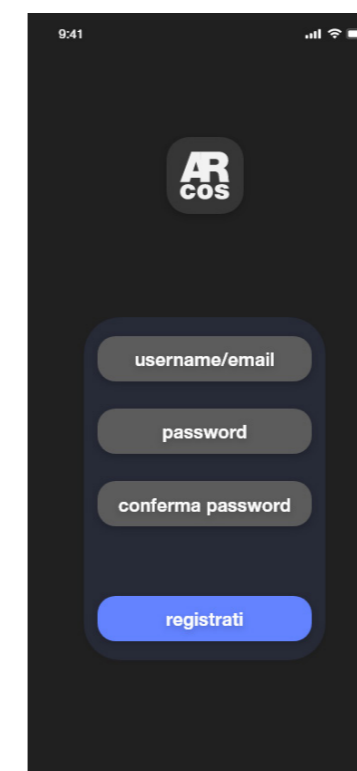 9:41
AR
cos
username/email
password
conferma password
registrati